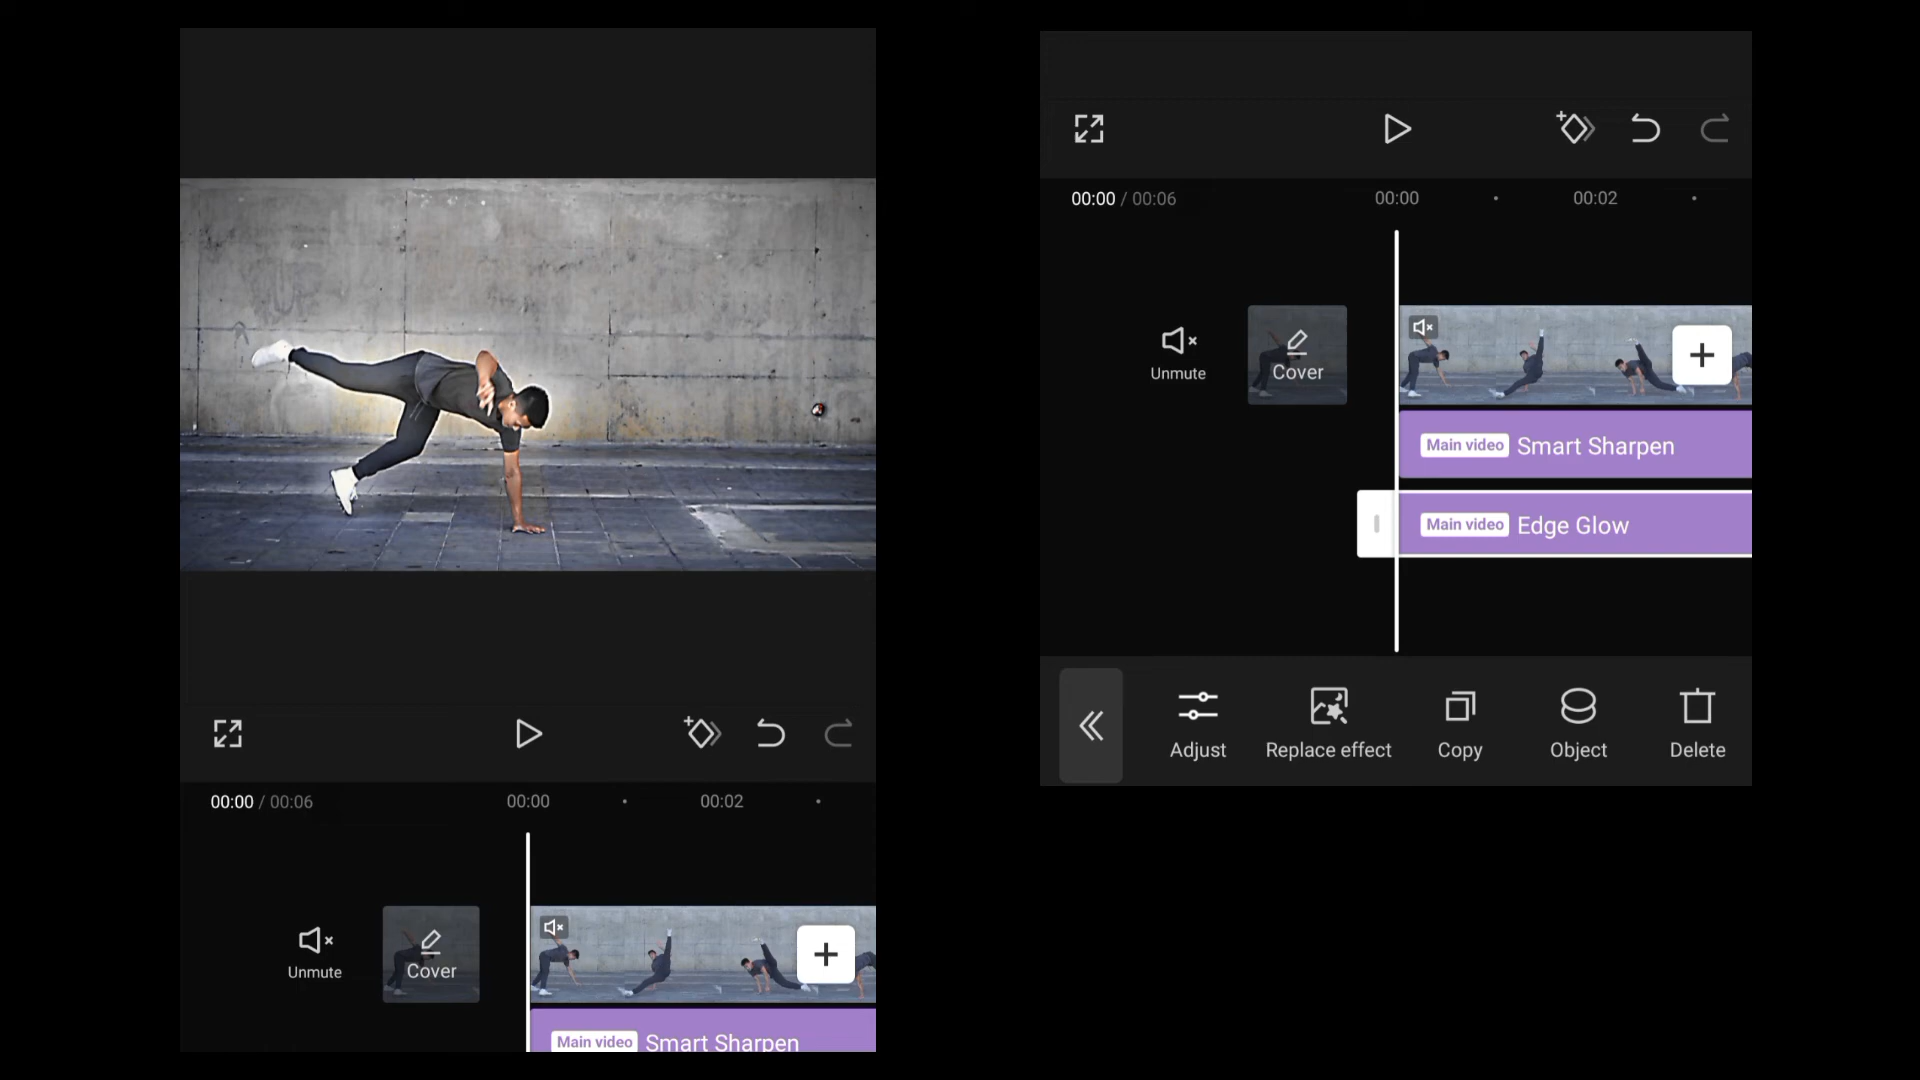 00:00 / 00:06
00:00
00:02
Unmute
Cover
Main video Smart Sharpen
00:00 / 00:06
00:00
00:02
Unmute
Cover
Main video Smart Sharpen
Main video Edge Glow
Adjust
Replace effect
Copy
Object
Delete